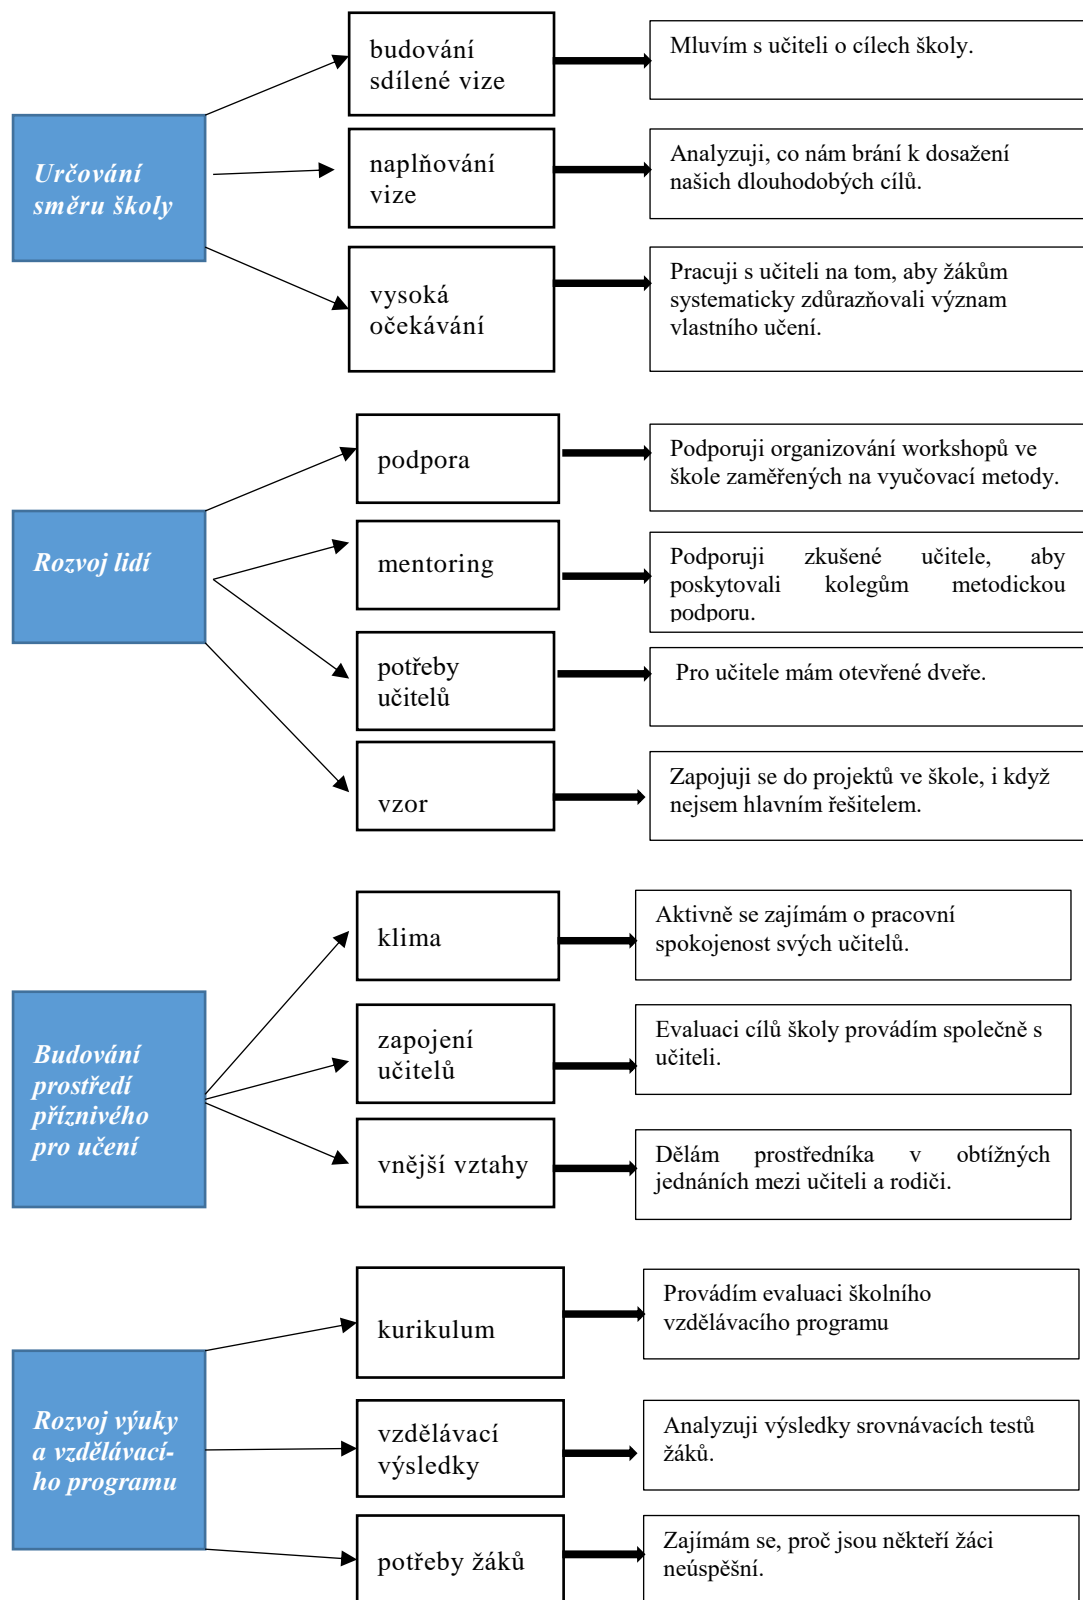 Určování
směru školy
budování
sdílené vize
Mluvím s učiteli o cílech školy.
naplňování
vize
Analyzuji, co nám brání k dosažení
našich dlouhodobých cílů.
vysoká
očekávání
Pracuji s učiteli na tom, aby žákům
systematicky zdůrazňovali význam
vlastního učení.
Rozvoj lidí
podpora
Podporuji organizování workshopů ve
škole zaměřených na vyučovací metody.
mentoring
Podporuji zkušené učitele, aby
poskytovali kolegům metodickou
podporu.
potřeby
učitelů
Pro učitele mám otevřené dveře.
vzor
Zapojuji se do projektů ve škole, i když
nejsem hlavním řešitelem.
Budování
prostředí
příznivého
pro učení
klima
Aktivně se zajímám o pracovní
spokojenost svých učitelů.
zapojení
učitelů
Evaluaci cílů školy provádím společně s
učiteli.
vnější vztahy
Dělám prostředníka v obtížných
jednáních mezi učiteli a rodiči.
Rozvoj výuky
a vzdělávací-
ho programu
kurikulum
Provádím evaluaci školního
vzdělávacího programu
vzdělávací
výsledky
Analyzuji výsledky srovnávacích testů
žáků.
potřeby žáků
Zajímám se, proč jsou někteří žáci
neúspěšní.